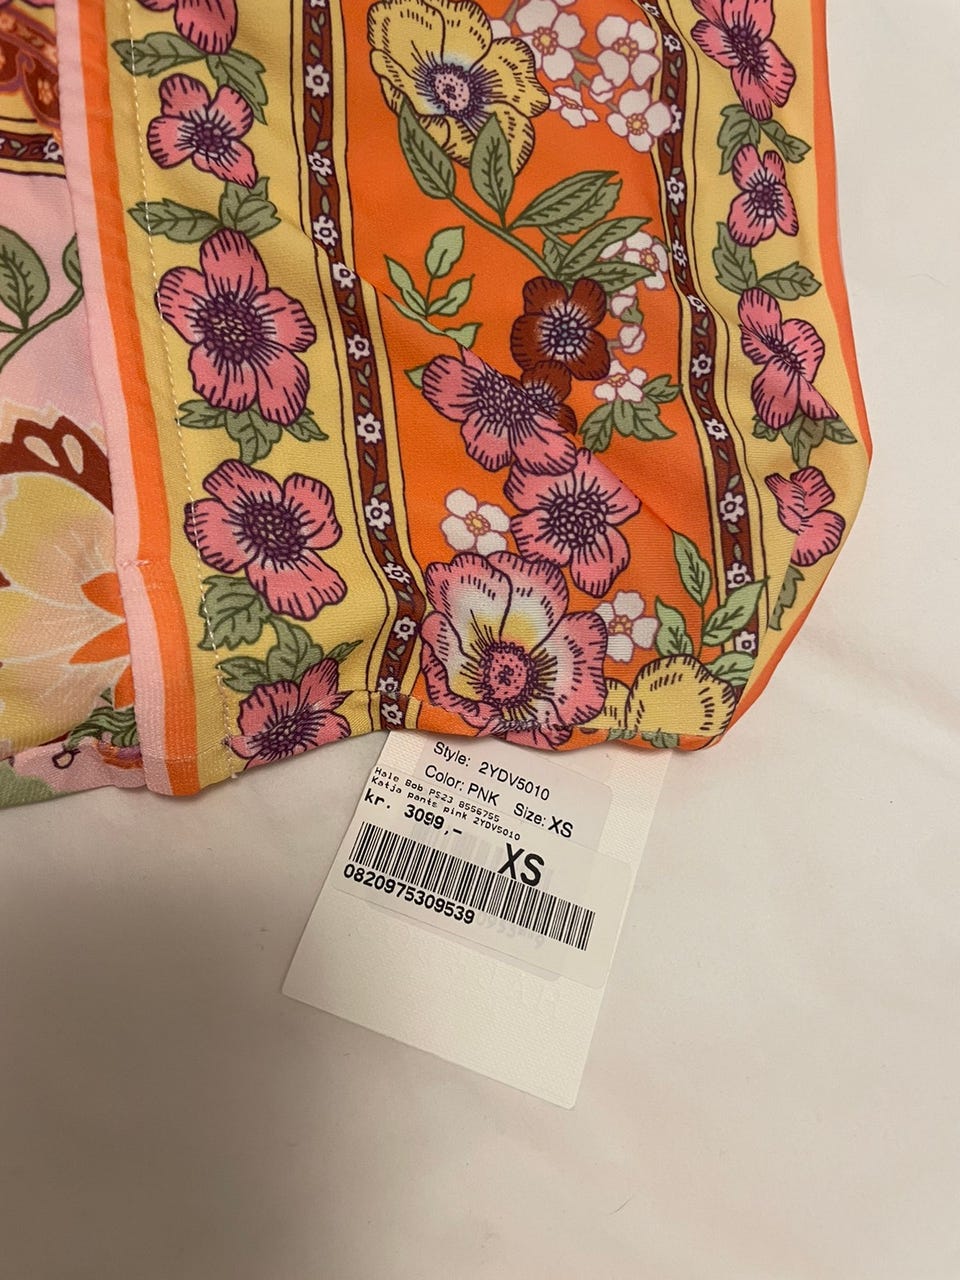 Style: 2YDV5010
Color: PNK Size: XS
Hale Bob PS23 8556755
Katja pants pink 2YDV5010
kr. 3099,-
XS
0820975309539